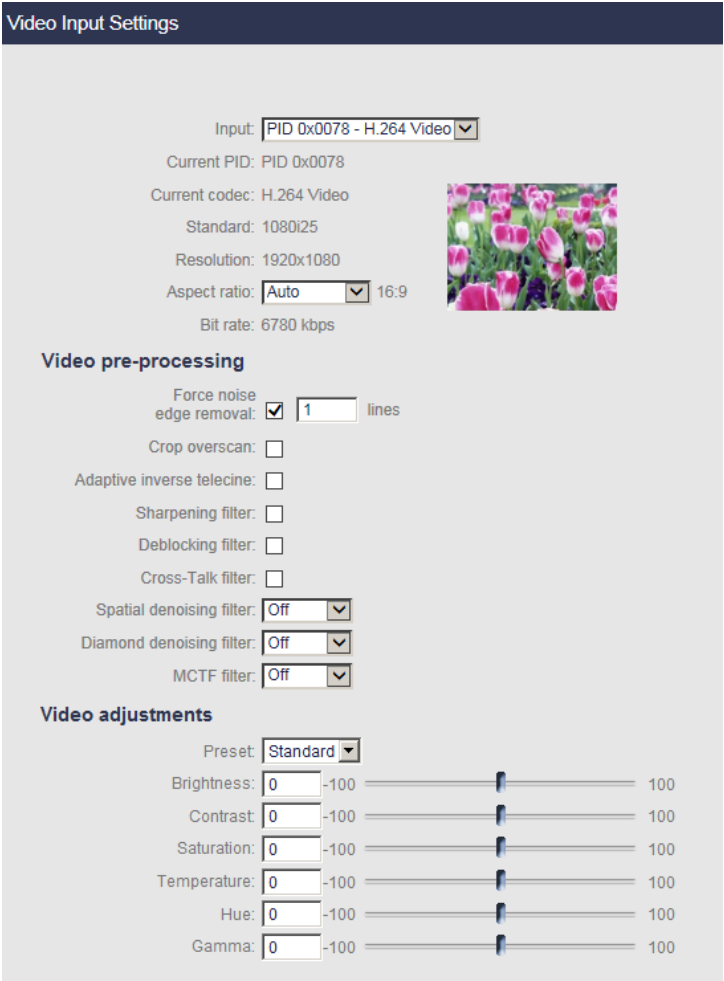 Video Input Settings
Input: PID 0x0078 - H.264 Video
Current PID: PID 0x0078
Current codec: H.264 Video
Standard: 1080i25
Resolution: 1920x1080
Aspect ratio: Auto 16:9
Bit rate: 6780 kbps
Video pre-processing
Force noise
edge removal: 1 lines
Crop overscan:
Adaptive inverse telecine:
Sharpening filter:
Deblocking filter:
Cross-Talk filter:
Spatial denoising filter: Off
Diamond denoising filter: Off
MCTF filter: Off
Video adjustments
Preset: Standard
Brightness: 0 -100 100
Contrast: 0 -100 100
Saturation: 0 -100 100
Temperature: 0 -100 100
Hue: 0 -100 100
Gamma: 0 -100 100